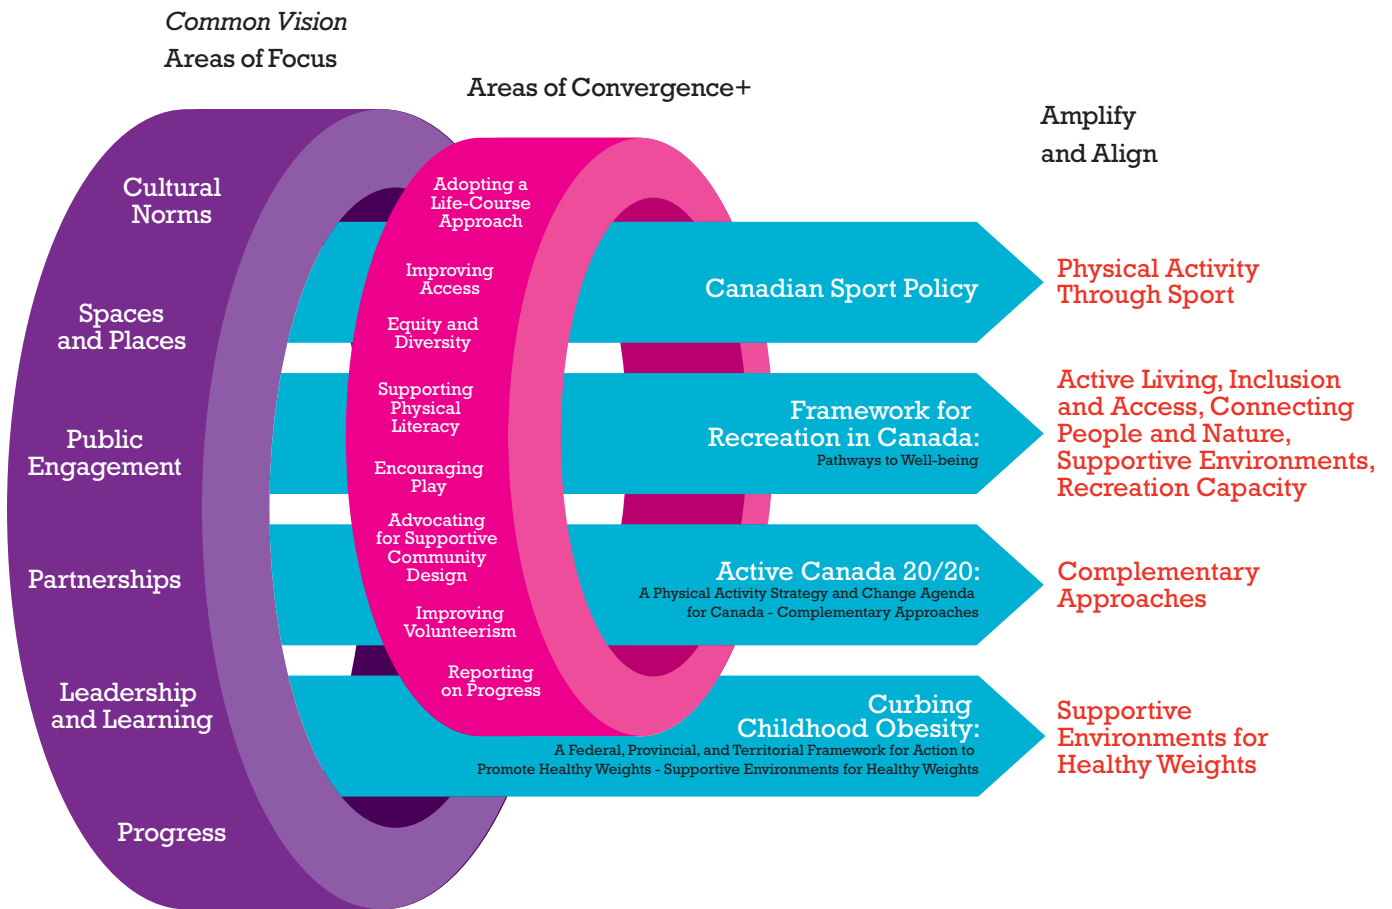 Common Vision
Areas of Focus
Areas of Convergence+
Amplify
and Align
Cultural
Norms
Spaces
and Places
Public
Engagement
Partnerships
Leadership
and Learning
Progress
Adopting a
Life-Course
Approach
Improving
Access
Equity and
Diversity
Supporting
Physical
Literacy
Encouraging
Play
Advocating
for Supportive
Community
Design
Improving
Volunteerism
Reporting
on Progress
Canadian Sport Policy
Framework for
Recreation in Canada:
Pathways to Well-being
Active Canada 20/20:
A Physical Activity Strategy and Change Agenda
for Canada - Complementary Approaches
Curbing
Childhood Obesity:
A Federal, Provincial, and Territorial Framework for Action to
Promote Healthy Weights - Supportive Environments for Healthy Weights
Physical Activity
Through Sport
Active Living, Inclusion
and Access, Connecting
People and Nature,
Supportive Environments,
Recreation Capacity
Complementary
Approaches
Supportive
Environments for
Healthy Weights